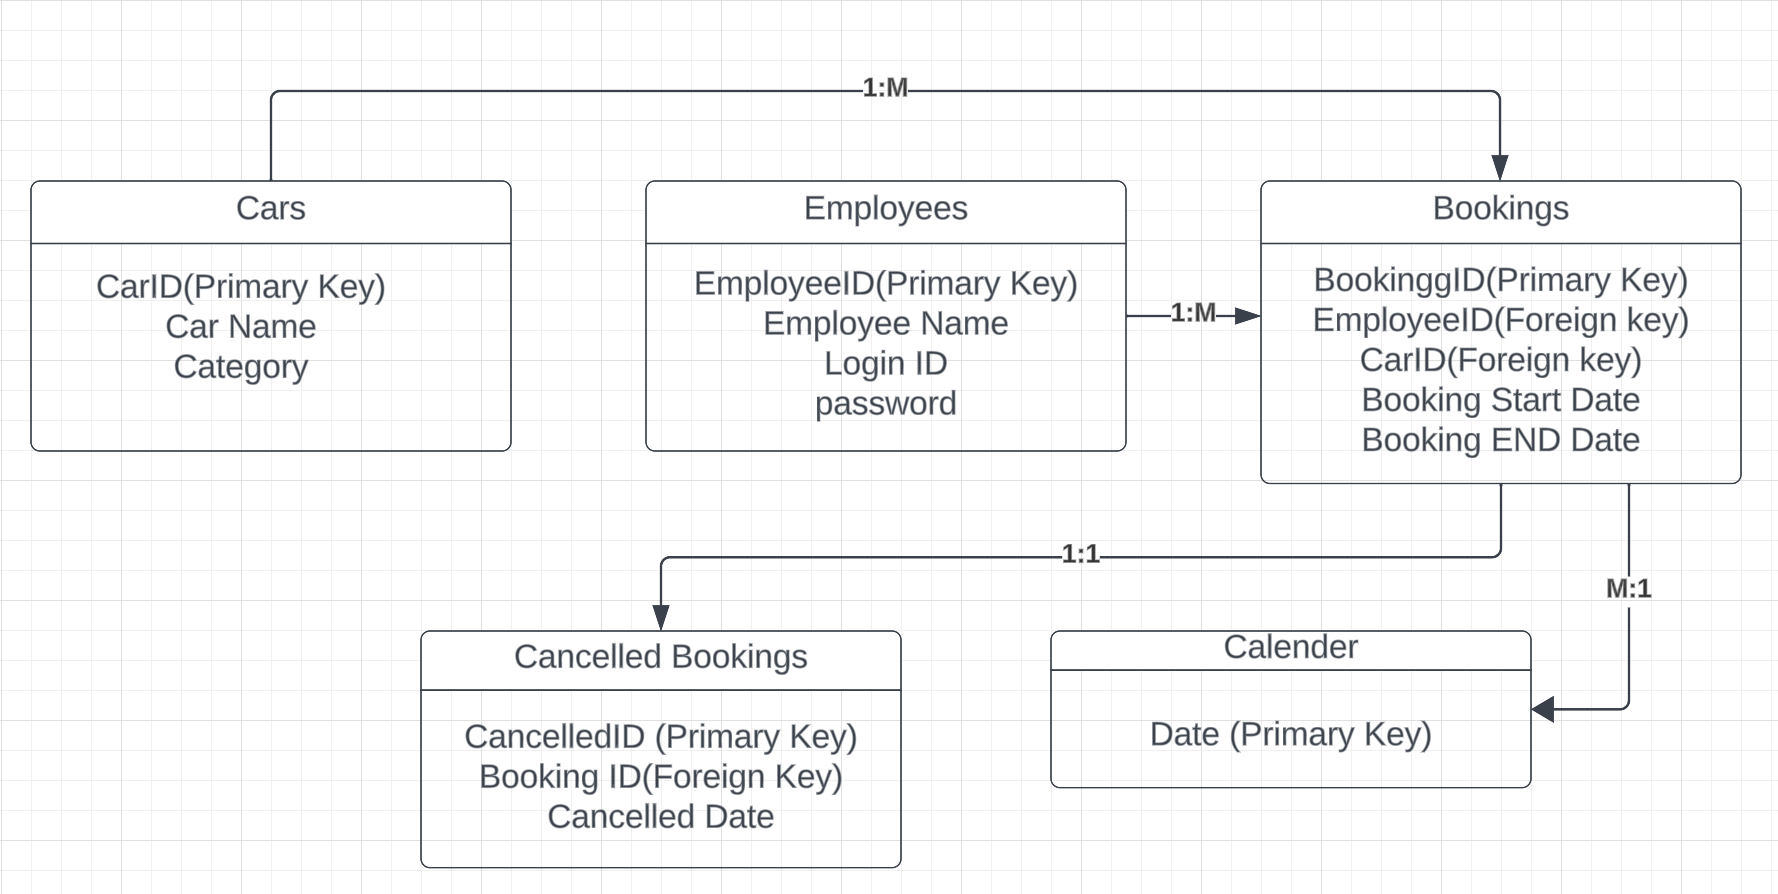 1:M
Cars
CarID(Primary Key)
Car Name
Category
Employees
EmployeeID(Primary Key)
Employee Name
Login ID
password
1:M
Bookings
BookinggID(Primary Key)
EmployeeID(Foreign key)
CarID(Foreign key)
Booking Start Date
Booking END Date
1:1
M:1
Cancelled Bookings
CancelledID (Primary Key)
Booking ID(Foreign Key)
Cancelled Date
Calender
Date (Primary Key)